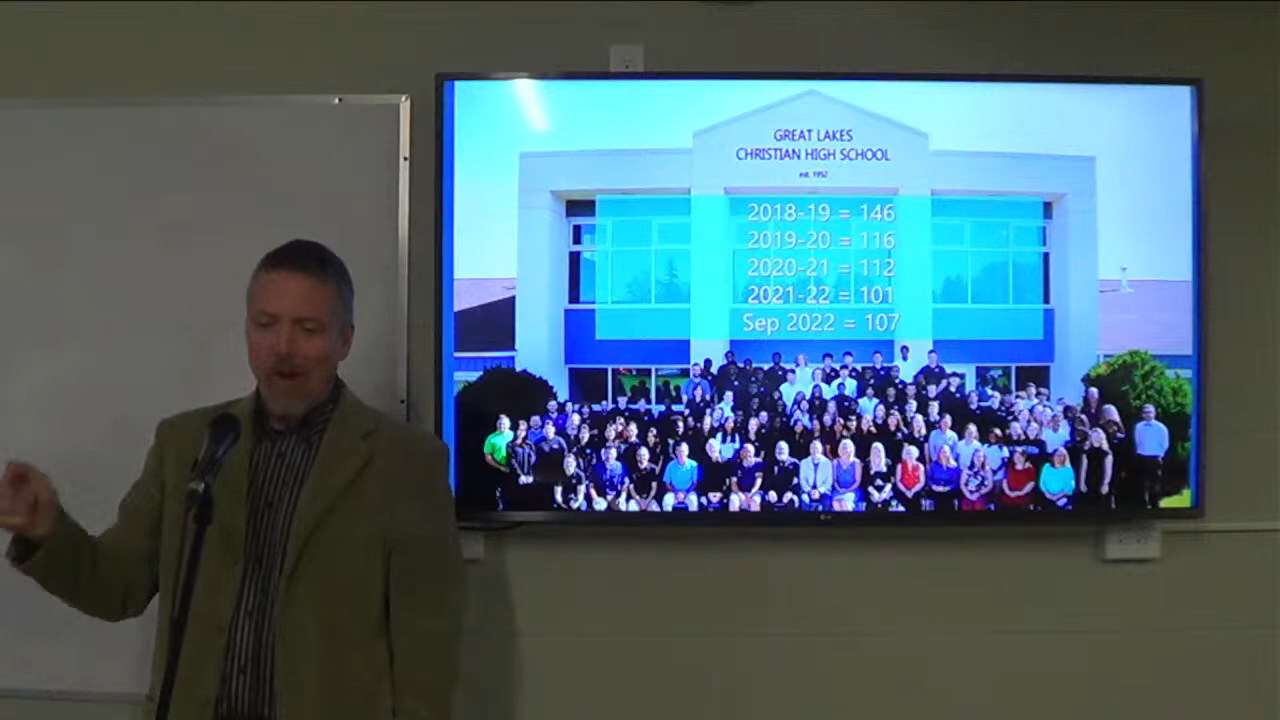 GREAT LAKES
CHRISTIAN HIGH SCHOOL
est. 1952
2018-19 = 146
2019-20 = 116
2020-21 = 112
2021-22 = 101
Sep 2022 = 107
LG